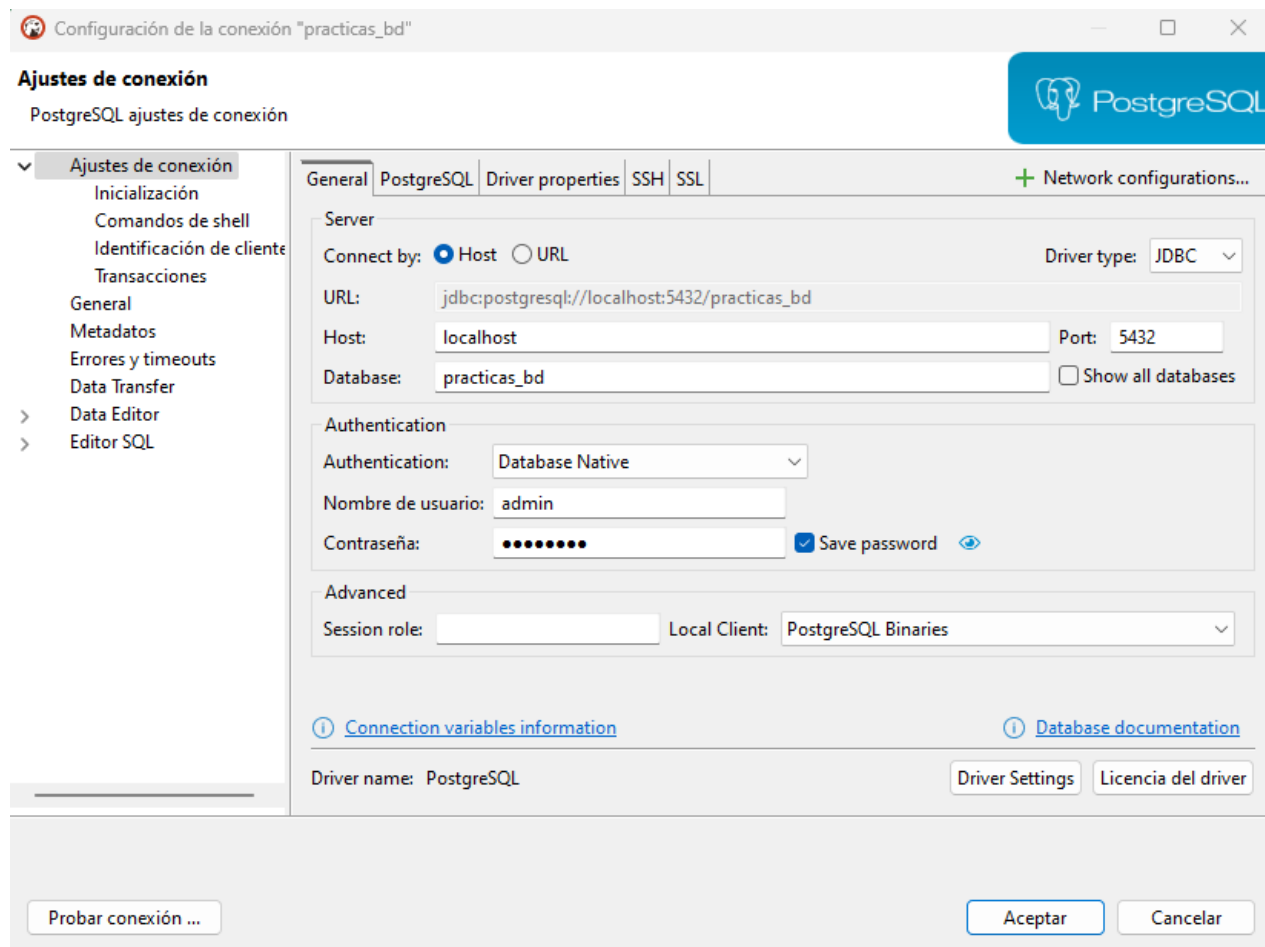 Configuración de la conexión "practicas_bd"
Ajustes de conexión
PostgreSQL ajustes de conexión
PostgreSQL
Ajustes de conexión
Inicialización
Comandos de shell
Identificación de cliente
Transacciones
General
Metadatos
Errores y timeouts
Data Transfer
Data Editor
Editor SQL
General PostgreSQL Driver properties SSH SSL
Network configurations...
Server
Connect by: Host URL Driver type: JDBC
URL: jdbc:postgresql://localhost:5432/practicas_bd
Host: localhost Port: 5432
Database: practicas_bd Show all databases
Authentication
Authentication: Database Native
Nombre de usuario: admin
Contraseña: •••••••• Save password
Advanced
Session role: Local Client: PostgreSQL Binaries
Connection variables information Database documentation
Driver name: PostgreSQL Driver Settings Licencia del driver
Probar conexión ... Aceptar Cancelar